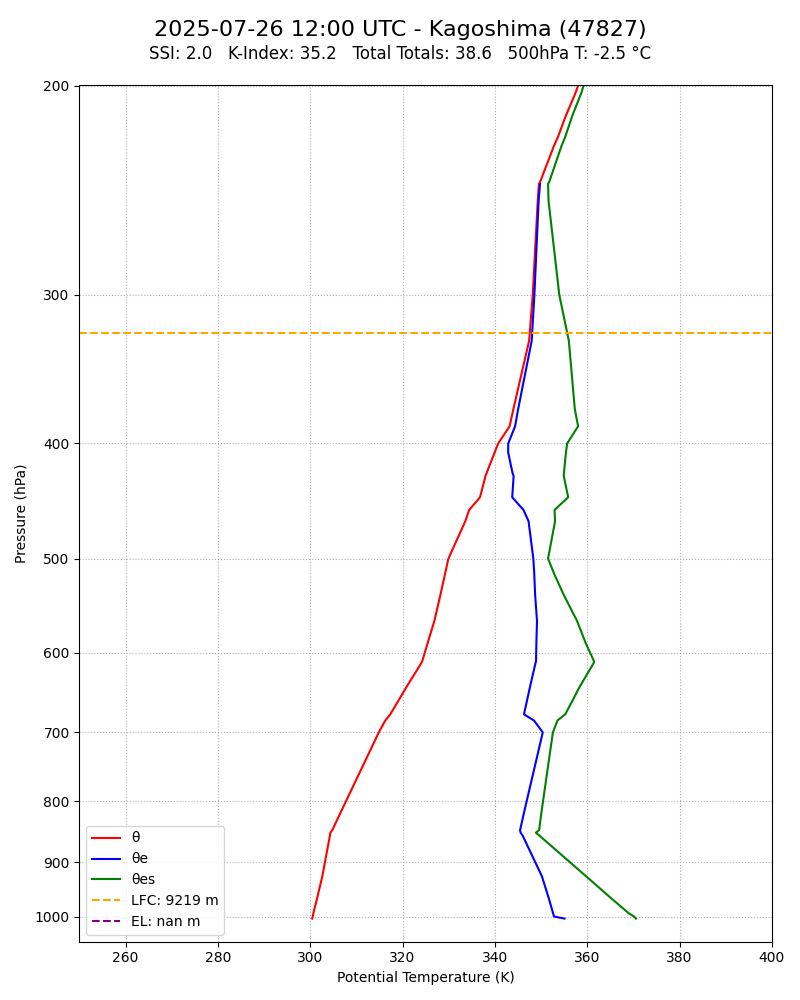 2025-07-26 12:00 UTC - Kagoshima (47827)
SSI: 2.0 K-Index: 35.2 Total Totals: 38.6 500hPa T: -2.5 °C
200
300
400
500
600
700
800
900
1000
Pressure (hPa)
θ
θe
θes
LFC: 9219 m
EL: nan m
260 280 300 320 340 360 380 400
Potential Temperature (K)